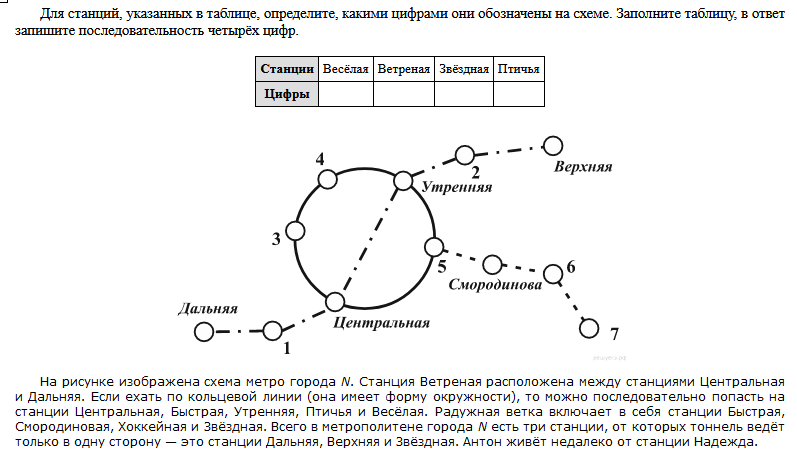 Для станций, указанных в таблице, определите, какими цифрами они обозначены на схеме. Заполните таблицу, в ответ
запишите последовательность четырёх цифр.
Станции Весёлая Ветреная Звёздная Птичья
Цифры
4
2
Верхняя
Утренняя
3
5
6
Смородинова
Дальняя
Центральная
7
1
На рисунке изображена схема метро города N. Станция Ветреная расположена между станциями Центральная
и Дальняя. Если ехать по кольцевой линии (она имеет форму окружности), то можно последовательно попасть на
станции Центральная, Быстрая, Утренняя, Птичья и Весёлая. Радужная ветка включает в себя станции Быстрая,
Смородиновая, Хоккейная и Звёздная. Всего в метрополитене города N есть три станции, от которых тоннель ведёт
только в одну сторону — это станции Дальняя, Верхняя и Звёздная. Антон живёт недалеко от станции Надежда.